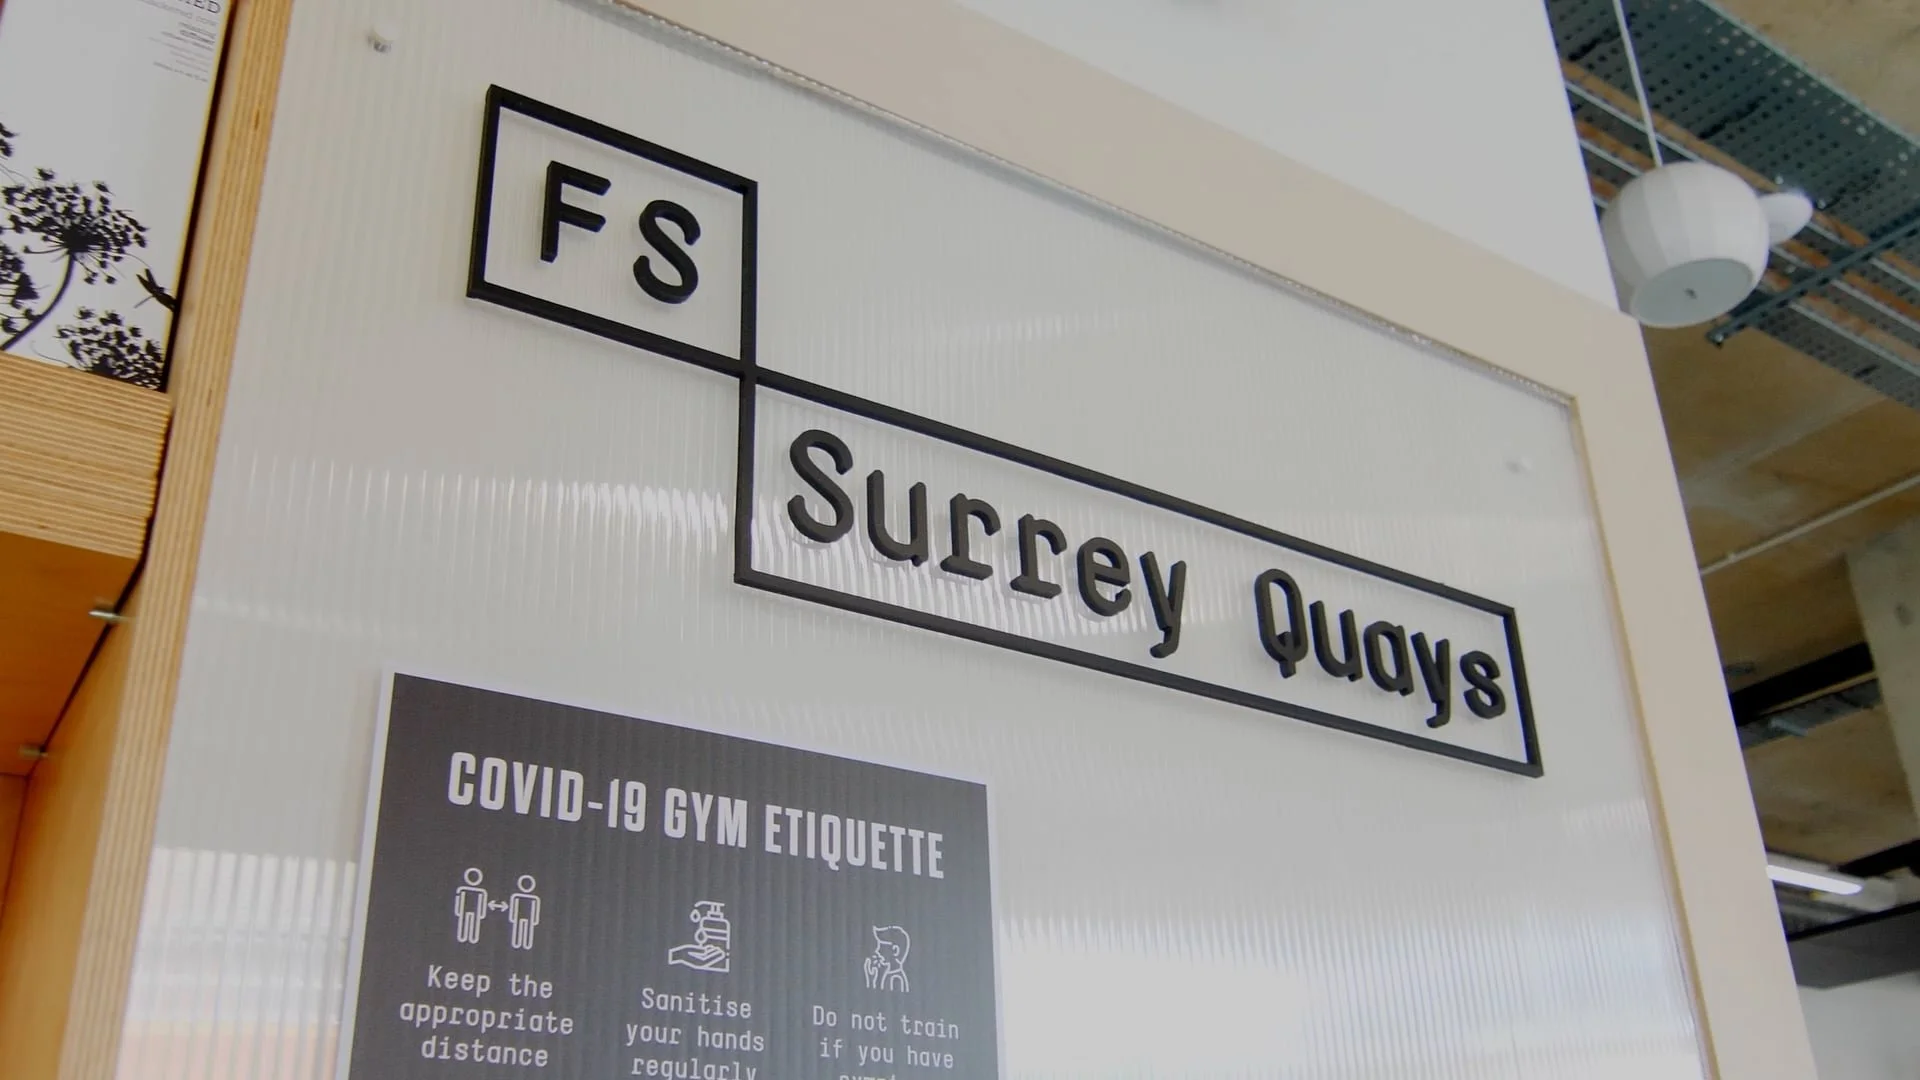 FS
Surrey Quays
COVID-19 GYM ETIQUETTE
Keep the
appropriate
distance
Sanitise
your hands
regularly
Do not train
if you have